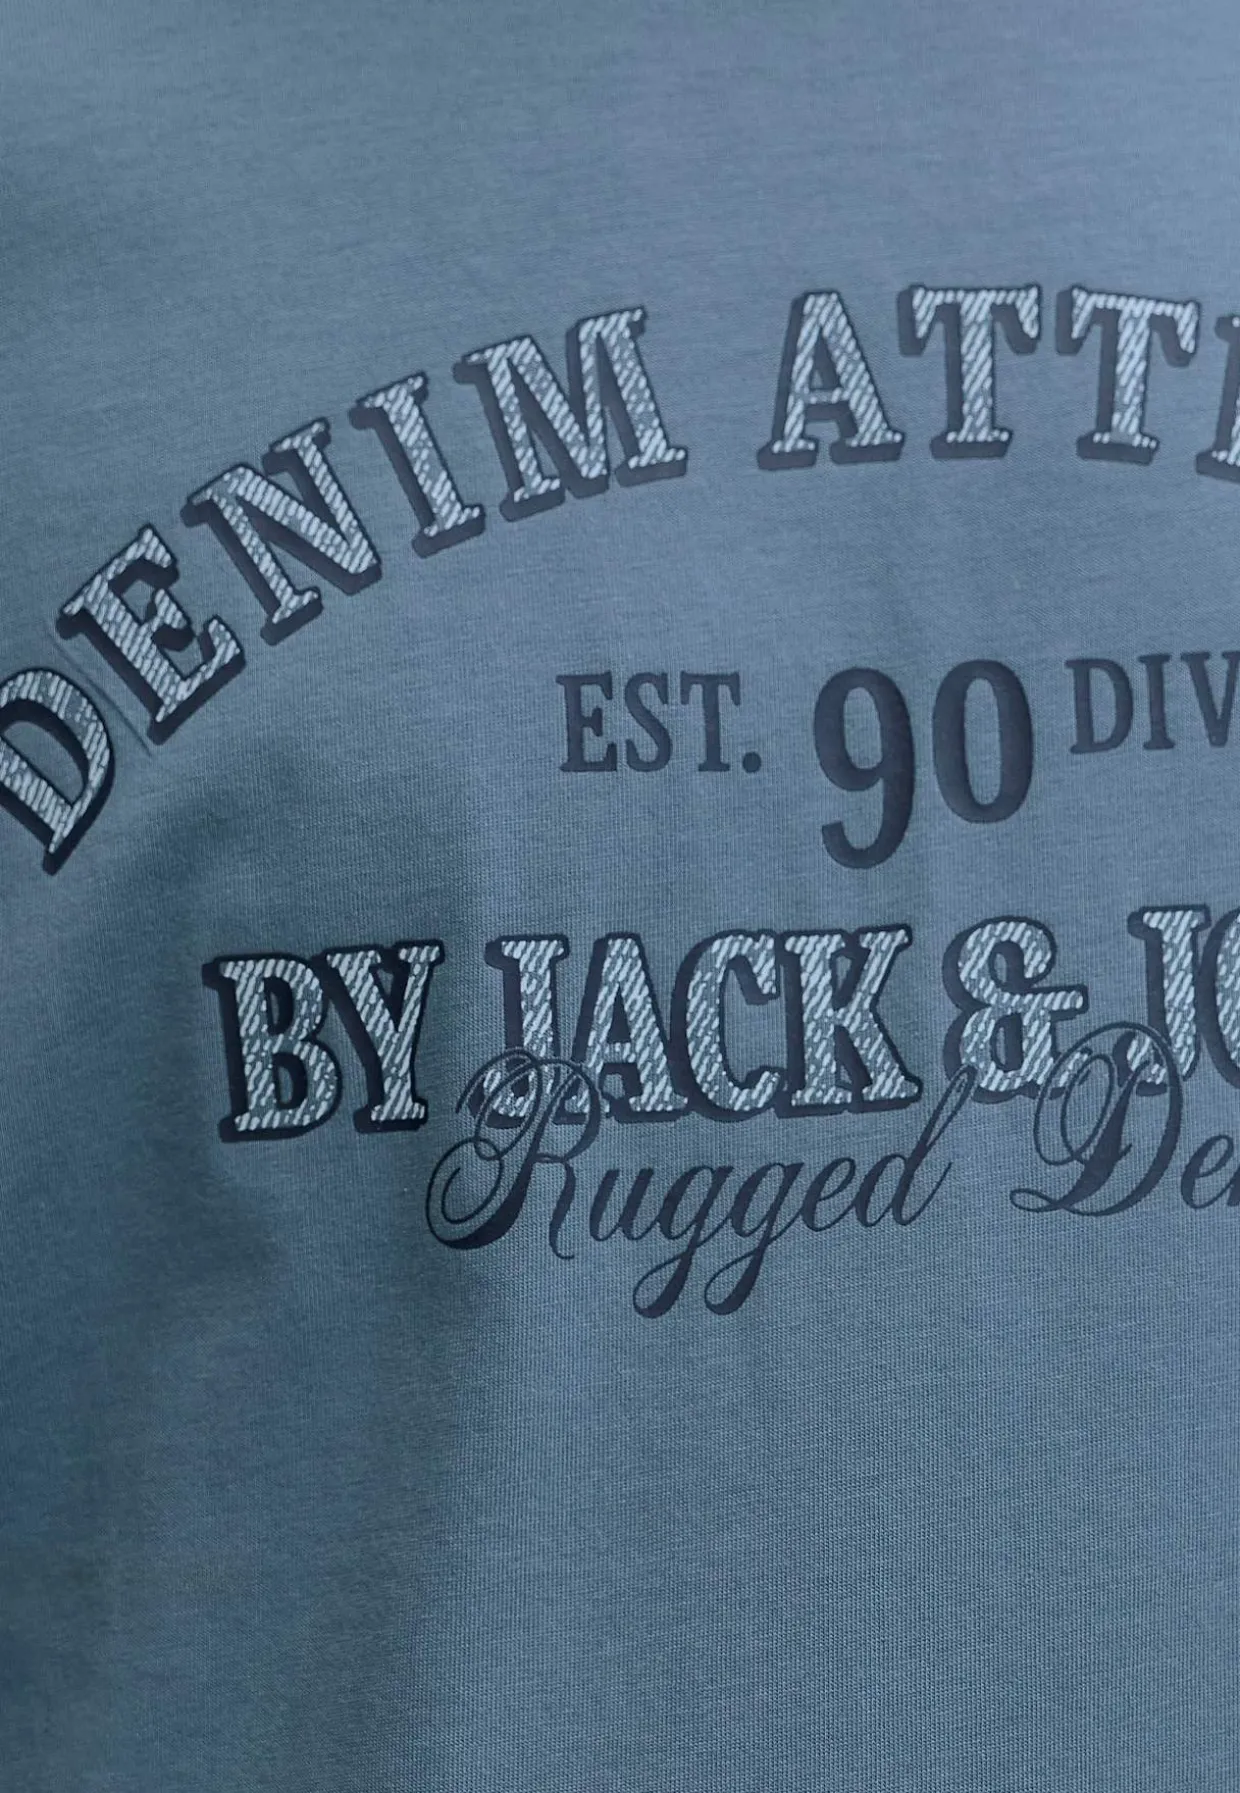 DENIM ATT
EST. 90 DIV
BY JACK & JO
Rugged De